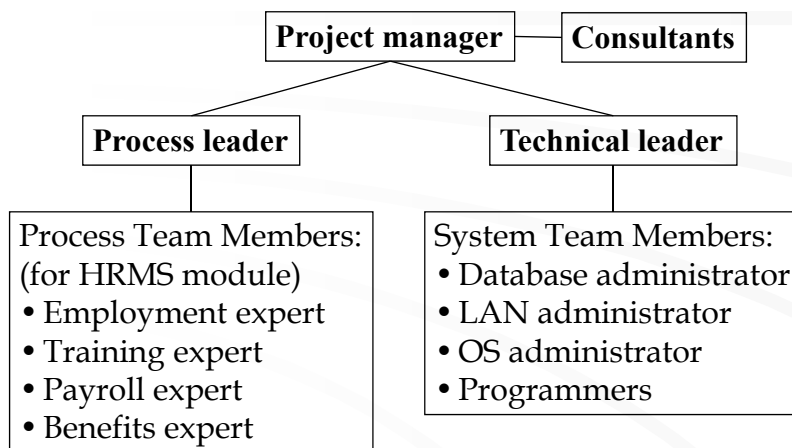 Project manager
Consultants
Process leader
Technical leader
Process Team Members:
(for HRMS module)
• Employment expert
• Training expert
• Payroll expert
• Benefits expert
System Team Members:
• Database administrator
• LAN administrator
• OS administrator
• Programmers